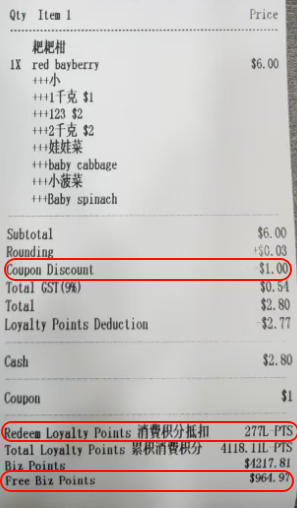 Qty Item 1 Price
粑粑柑
1X red bayberry $6.00
+++小
+++1千克 $1
+++123 $2
+++2千克 $2
+++娃娃菜
+++baby cabbage
+++小菠菜
+++Baby spinach
Subtotal $6.00
Rounding +$0.03
Coupon Discount -$1.00
Total GST(9%) $0.54
Total $2.80
Loyalty Points Deduction -$2.77
Cash $2.80
Coupon $1
Redeem Loyalty Points 消费积分抵扣 277L PTS
Total Loyalty Points 累积消费积分 4118.11L PTS
Biz Points $4217.81
Free Biz Points $964.97